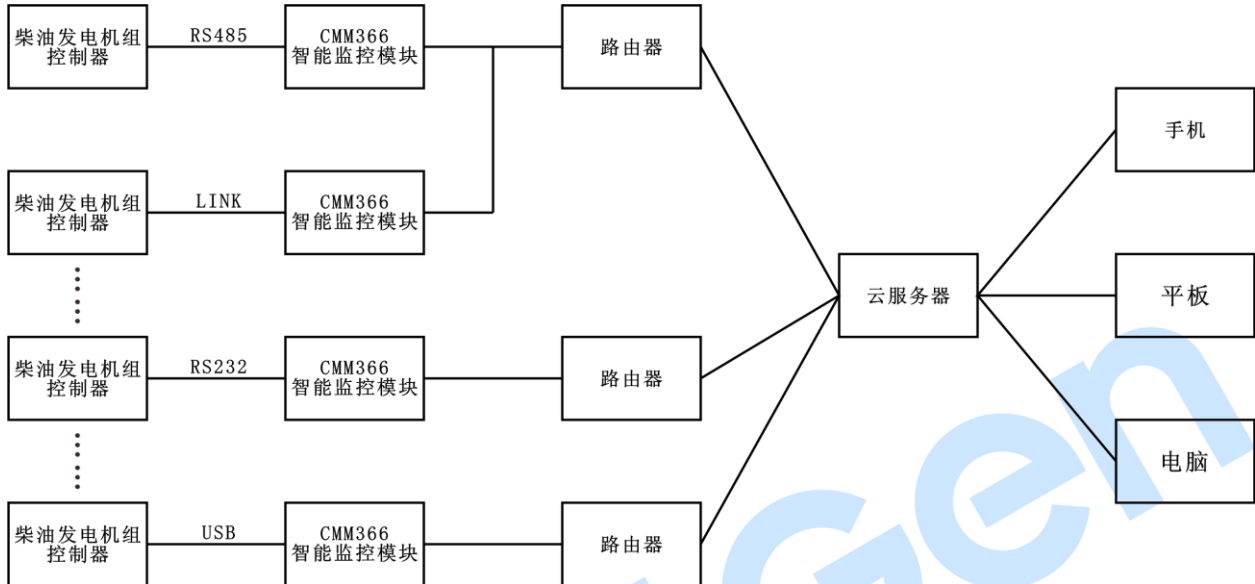 柴油发电机组
控制器
RS485
CMM366
智能监控模块
路由器
手机
柴油发电机组
控制器
LINK
CMM366
智能监控模块
云服务器
平板
柴油发电机组
控制器
RS232
CMM366
智能监控模块
路由器
电脑
柴油发电机组
控制器
USB
CMM366
智能监控模块
路由器
Gen